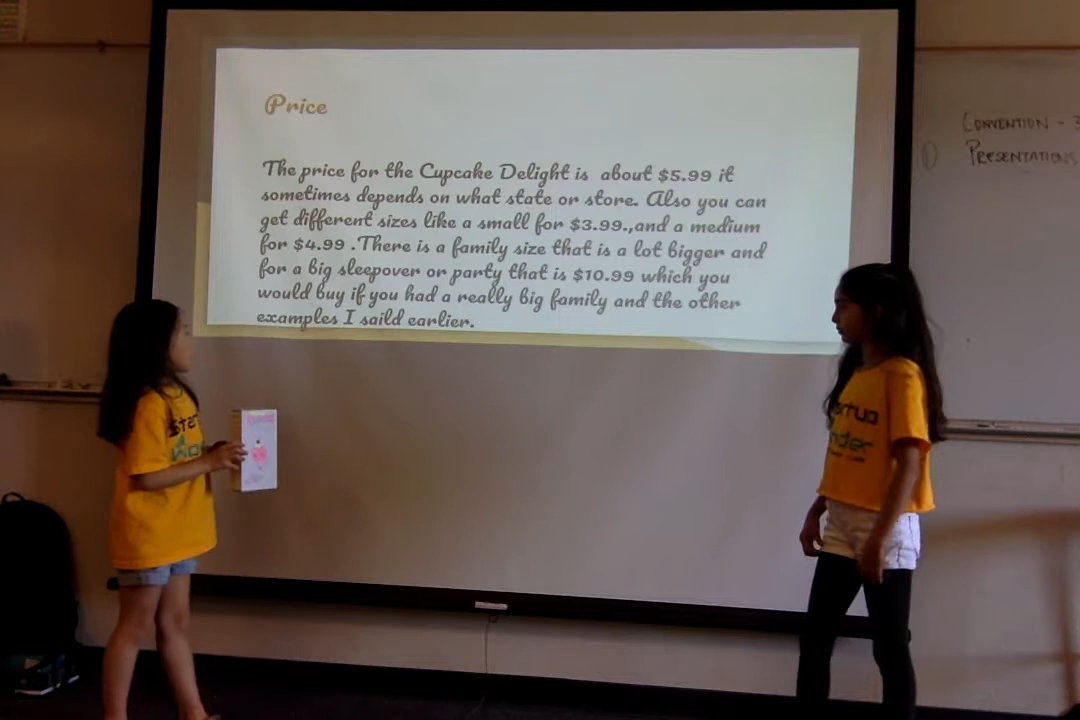 Price
The price for the Cupcake Delight is about $5.99 it
sometimes depends on what state or store. Also you can
get different sizes like a small for $3.99.,and a medium
for $4.99 .There is a family size that is a lot bigger and
for a big sleepover or party that is $10.99 which you
would buy if you had a really big family and the other
examples I saild earlier.
CONVENTION - 3
① PRESENTATIONS